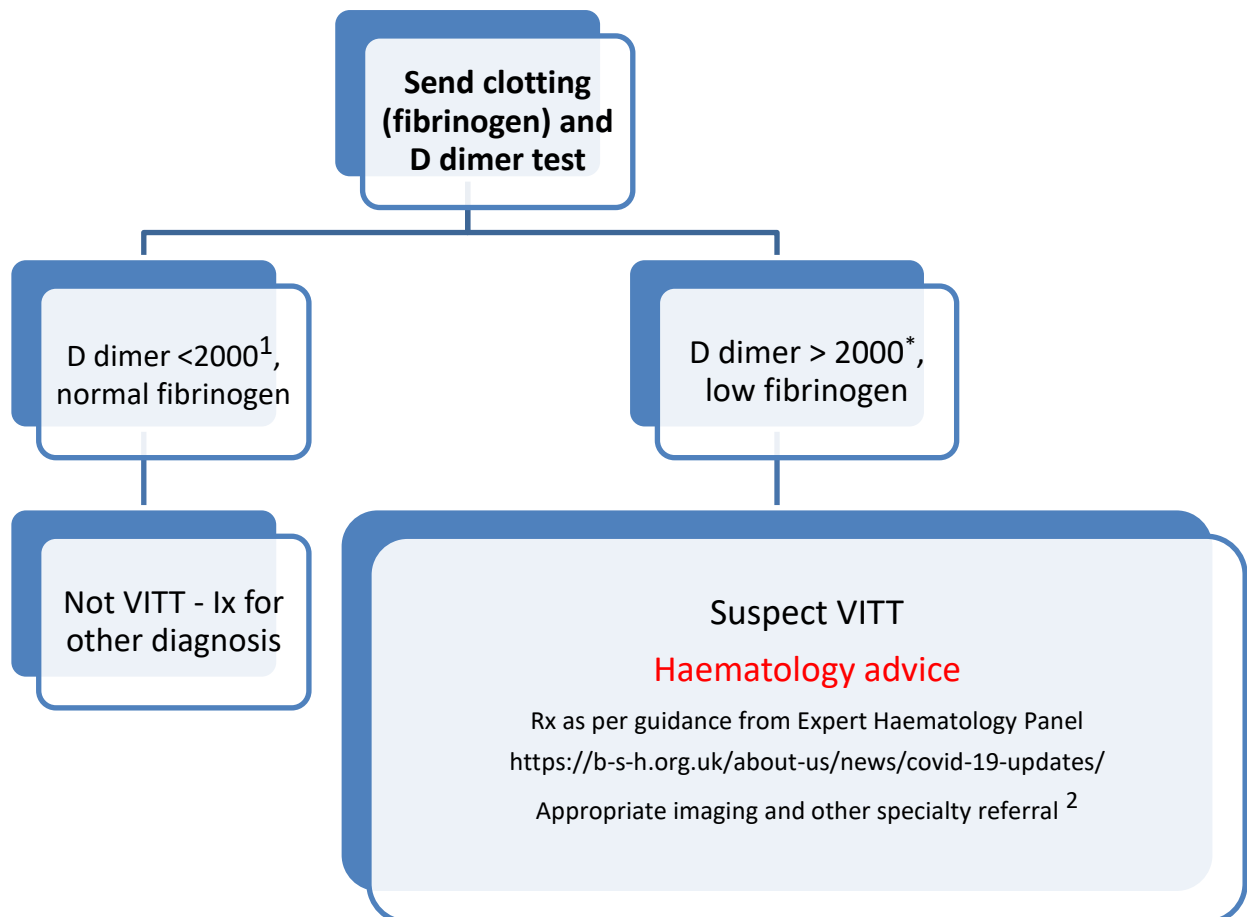 Send clotting
(fibrinogen) and
D dimer test
D dimer <2000¹,
normal fibrinogen
D dimer > 2000*,
low fibrinogen
Not VITT - Ix for
other diagnosis
Suspect VITT
Haematology advice
Rx as per guidance from Expert Haematology Panel
https://b-s-h.org.uk/about-us/news/covid-19-updates/
Appropriate imaging and other specialty referral ²